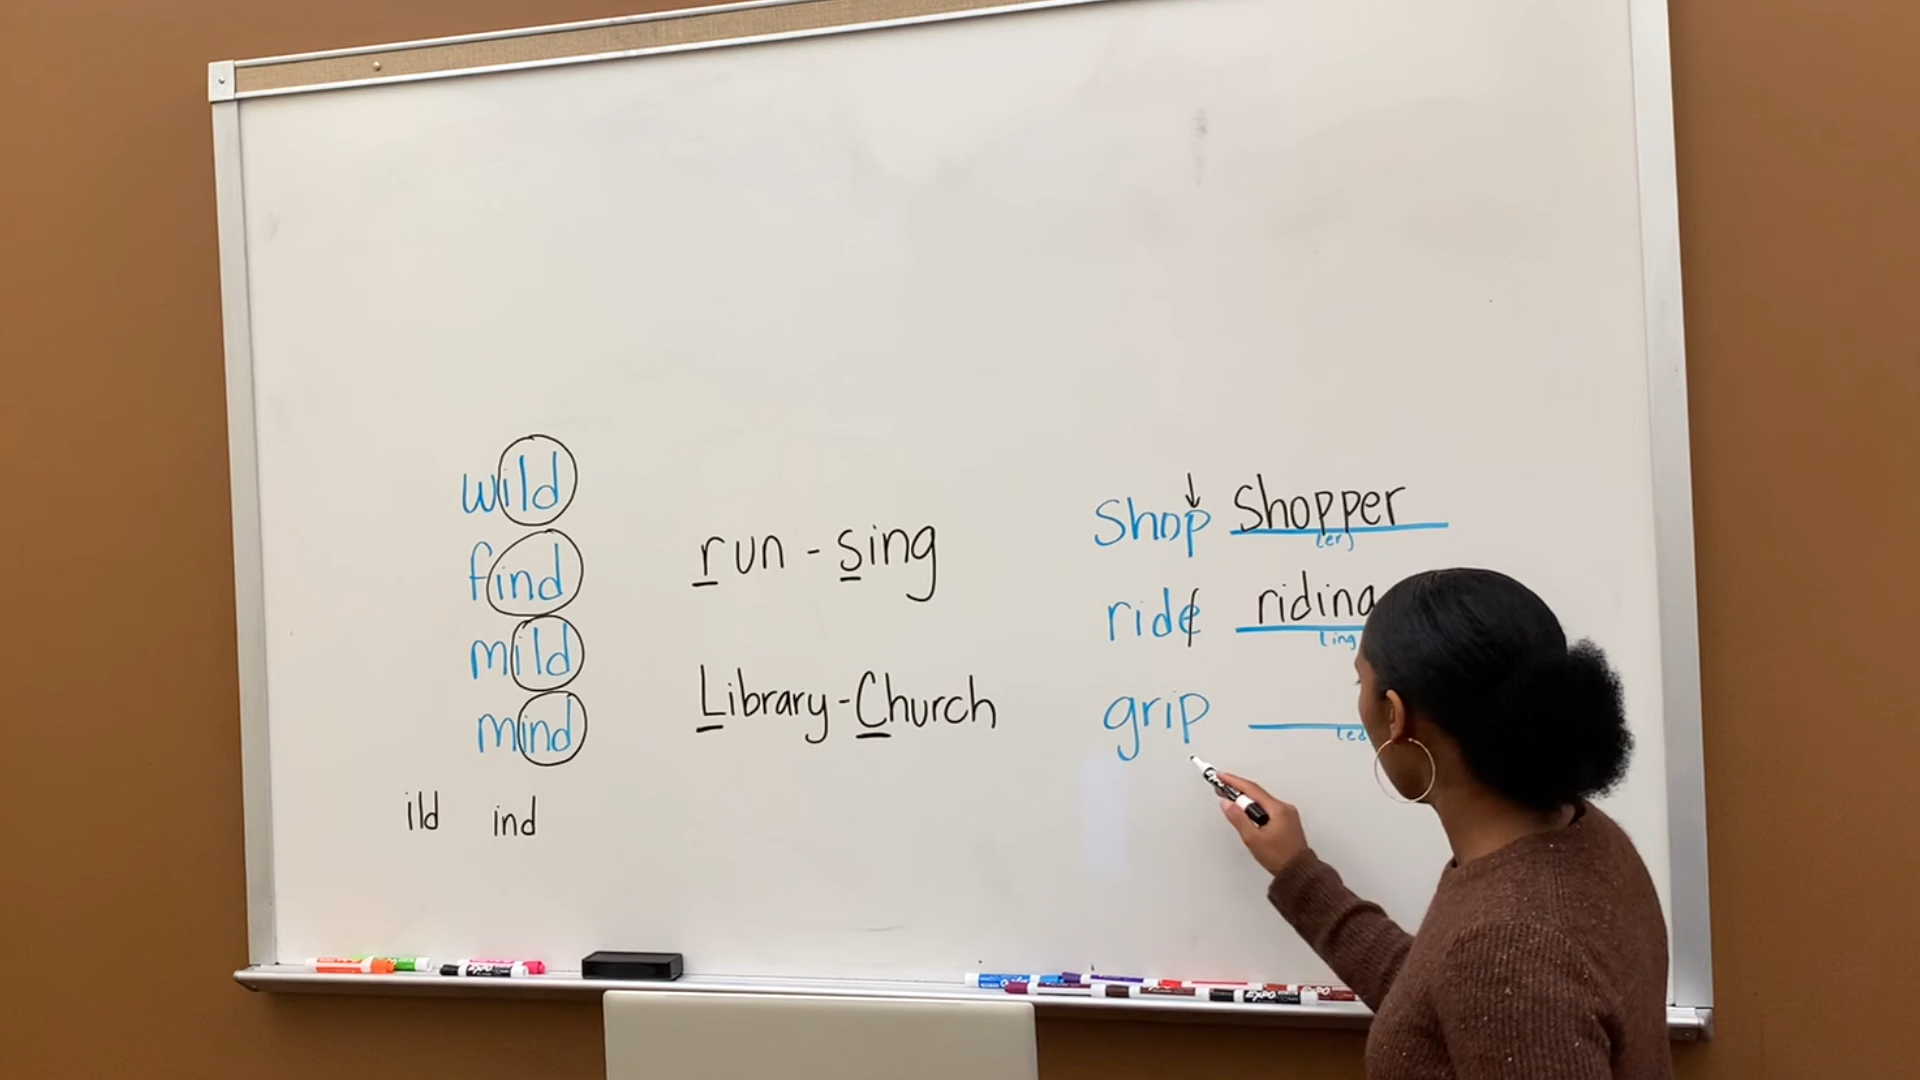 wild
find
mild
mind
ild ind
run - sing
Library - Church
Shop Shopper
(er)
ride riding
(ing
grip
(ed